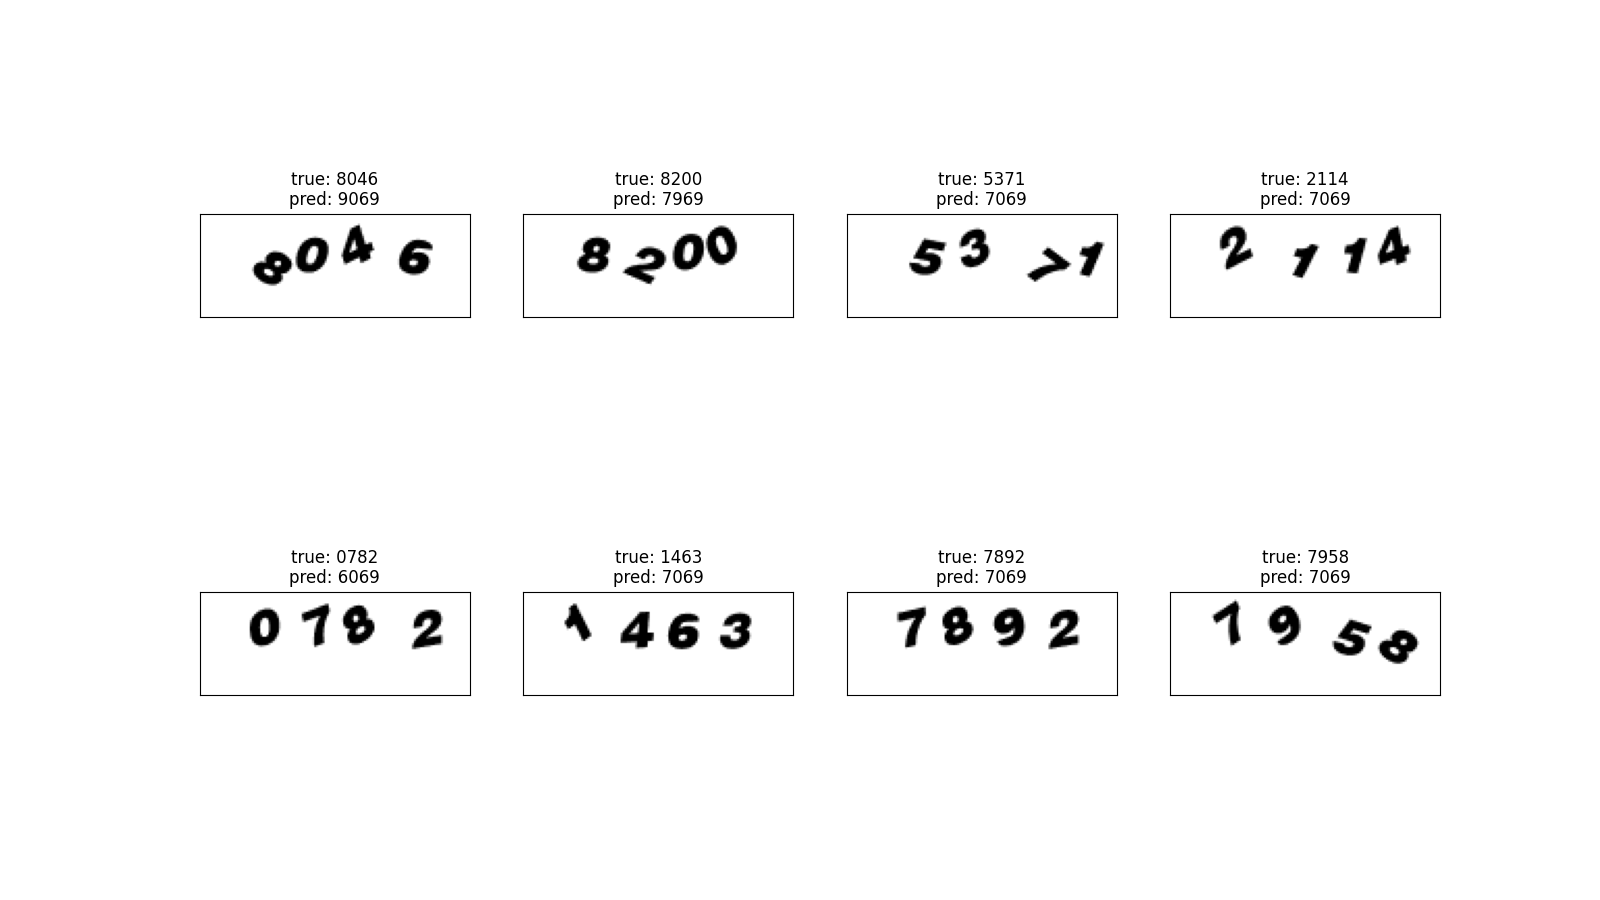 true: 8046
pred: 9069
8046
true: 8200
pred: 7969
8200
true: 5371
pred: 7069
5371
true: 2114
pred: 7069
2114
true: 0782
pred: 6069
0782
true: 1463
pred: 7069
1463
true: 7892
pred: 7069
7892
true: 7958
pred: 7069
7958